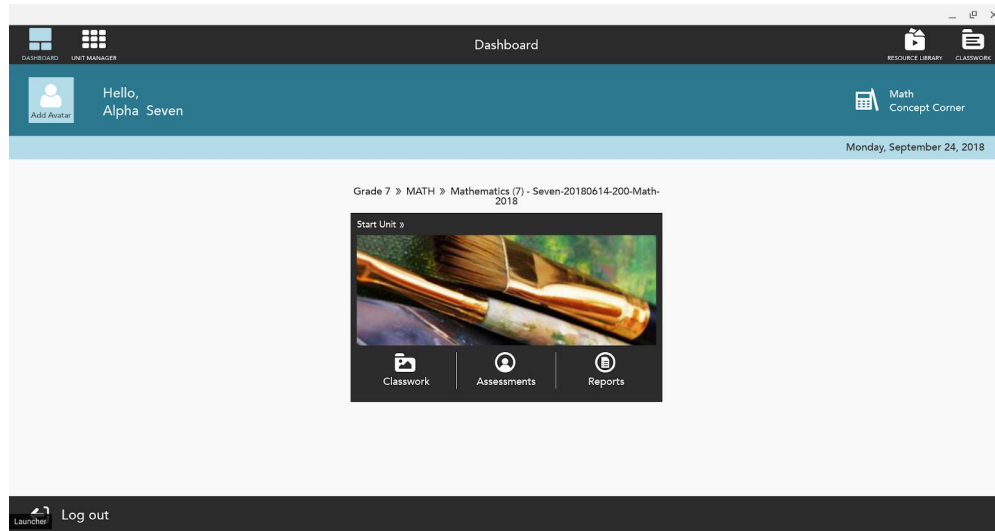 Dashboard
DASHBOARD
UNIT MANAGER
RESOURCE LIBRARY
CLASSWORK
Add Avatar
Hello,
Alpha Seven
Math
Concept Corner
Monday, September 24, 2018
Grade 7 » MATH » Mathematics (7) - Seven-20180614-200-Math-
2018
Start Unit »
Classwork
Assessments
Reports
Launcher
Log out